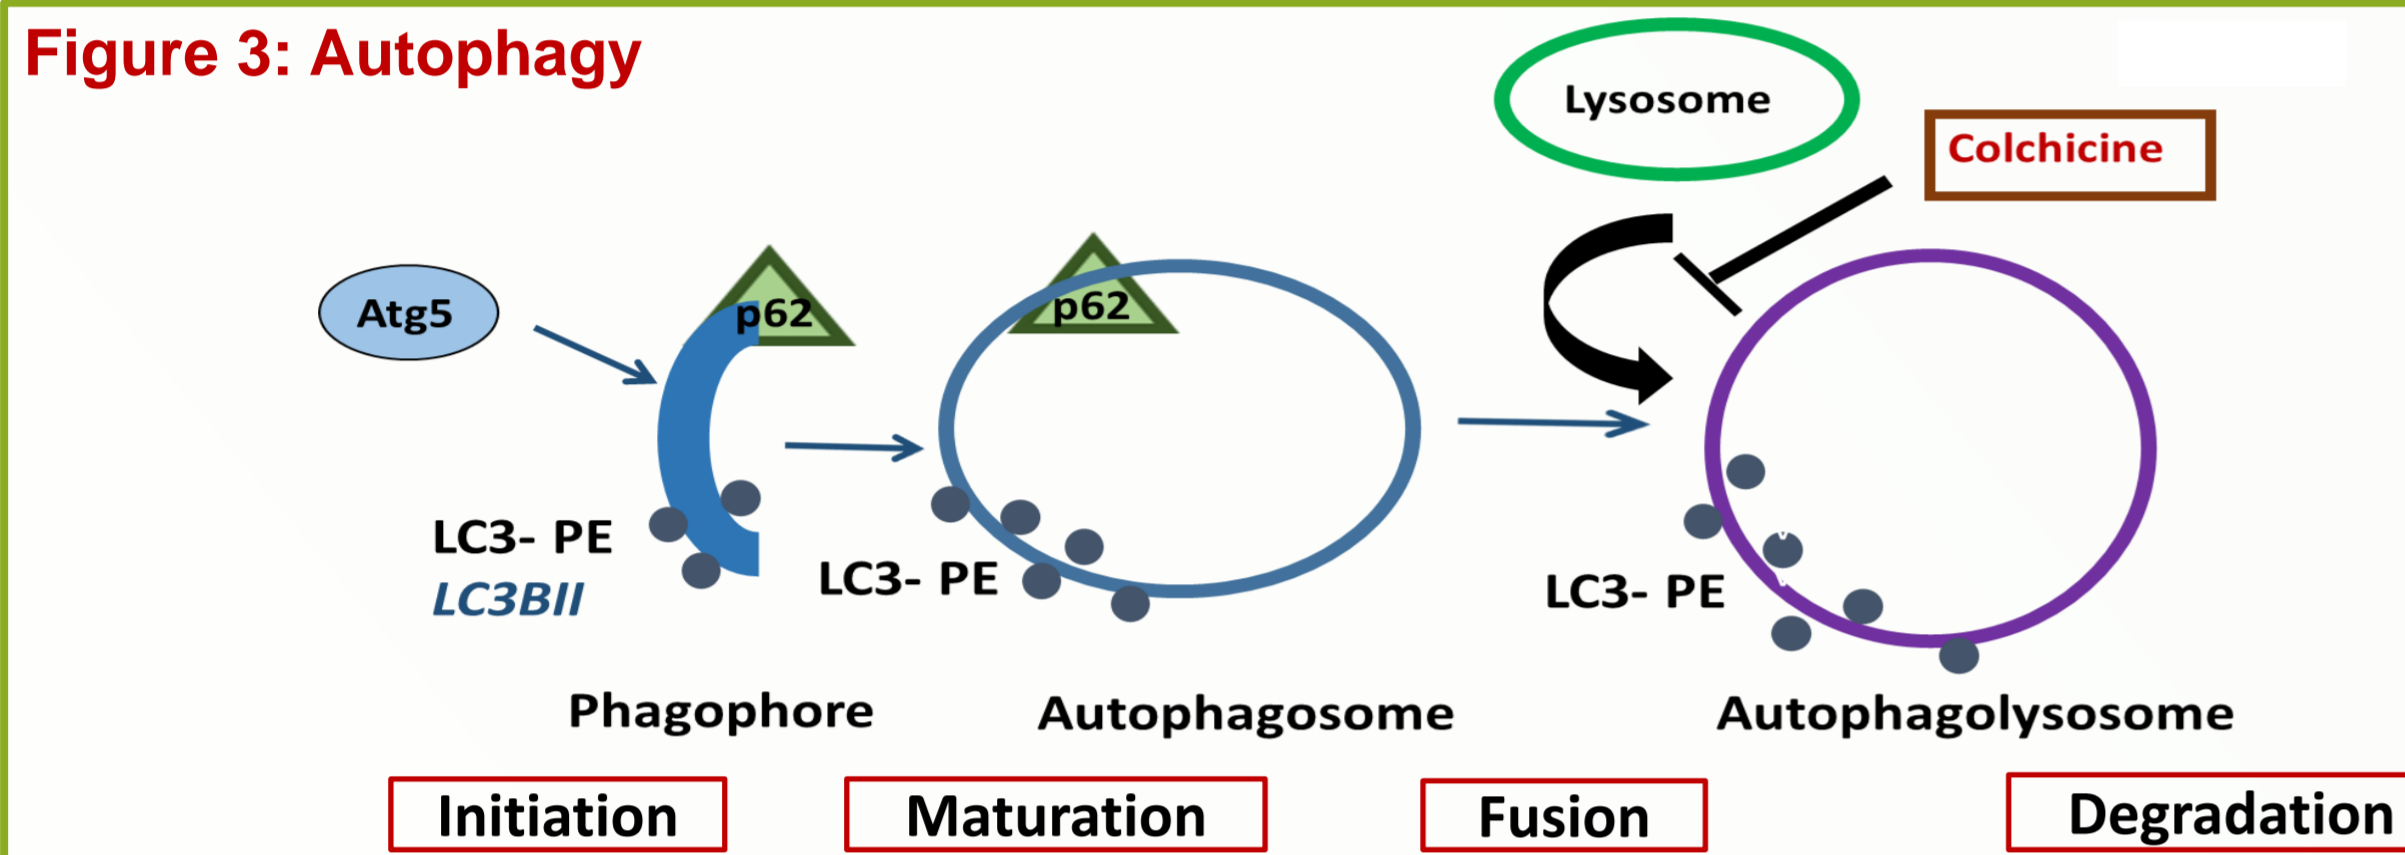 Figure 3: Autophagy
Lysosome
Colchicine
Atg5
p62
p62
LC3- PE
LC3BII
LC3- PE
LC3- PE
Phagophore
Autophagosome
Autophagolysosome
Initiation
Maturation
Fusion
Degradation